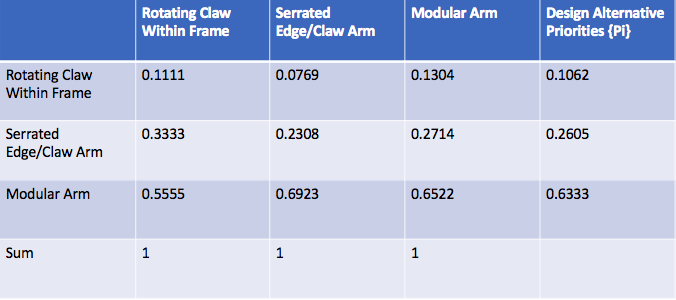 Rotating Claw Within Frame Serrated Edge/Claw Arm Modular Arm Design Alternative Priorities {Pi}
Rotating Claw Within Frame 0.1111 0.0769 0.1304 0.1062
Serrated Edge/Claw Arm 0.3333 0.2308 0.2714 0.2605
Modular Arm 0.5555 0.6923 0.6522 0.6333
Sum 1 1 1